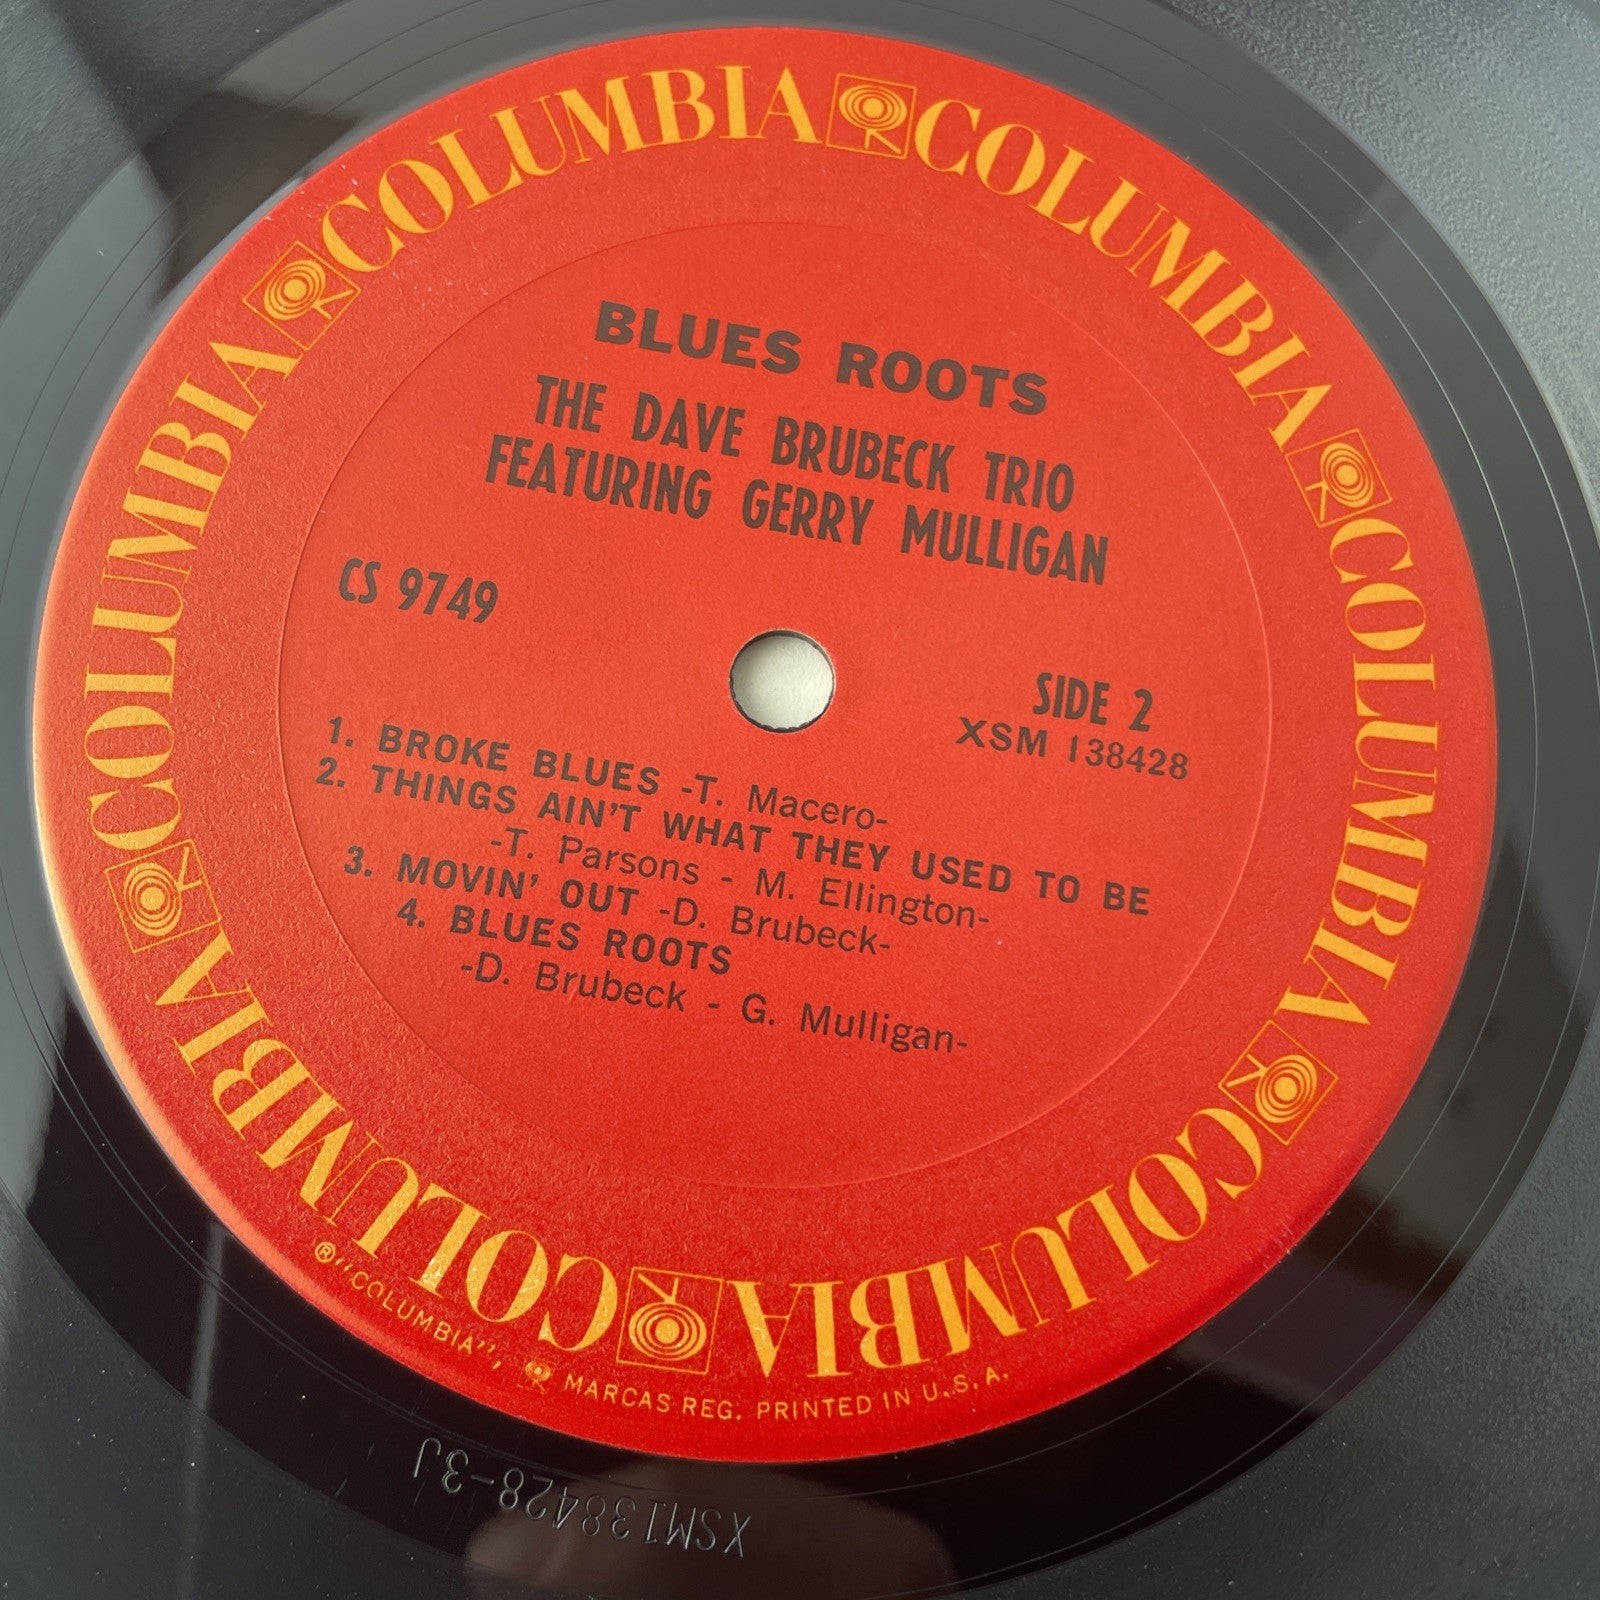 COLUMBIA COLUMBIA COLUMBIA COLUMBIA COLUMBIA COLUMBIA
BLUES ROOTS
THE DAVE BRUBECK TRIO
FEATURING GERRY MULLIGAN
CS 9749
SIDE 2
XSM 138428
1. BROKE BLUES -T. Macero-
2. THINGS AIN'T WHAT THEY USED TO BE
-T. Parsons - M. Ellington-
3. MOVIN' OUT -D. Brubeck-
4. BLUES ROOTS
-D. Brubeck - G. Mulligan-
® "COLUMBIA", MARCAS REG. PRINTED IN U.S.A.
XSM138428-3J